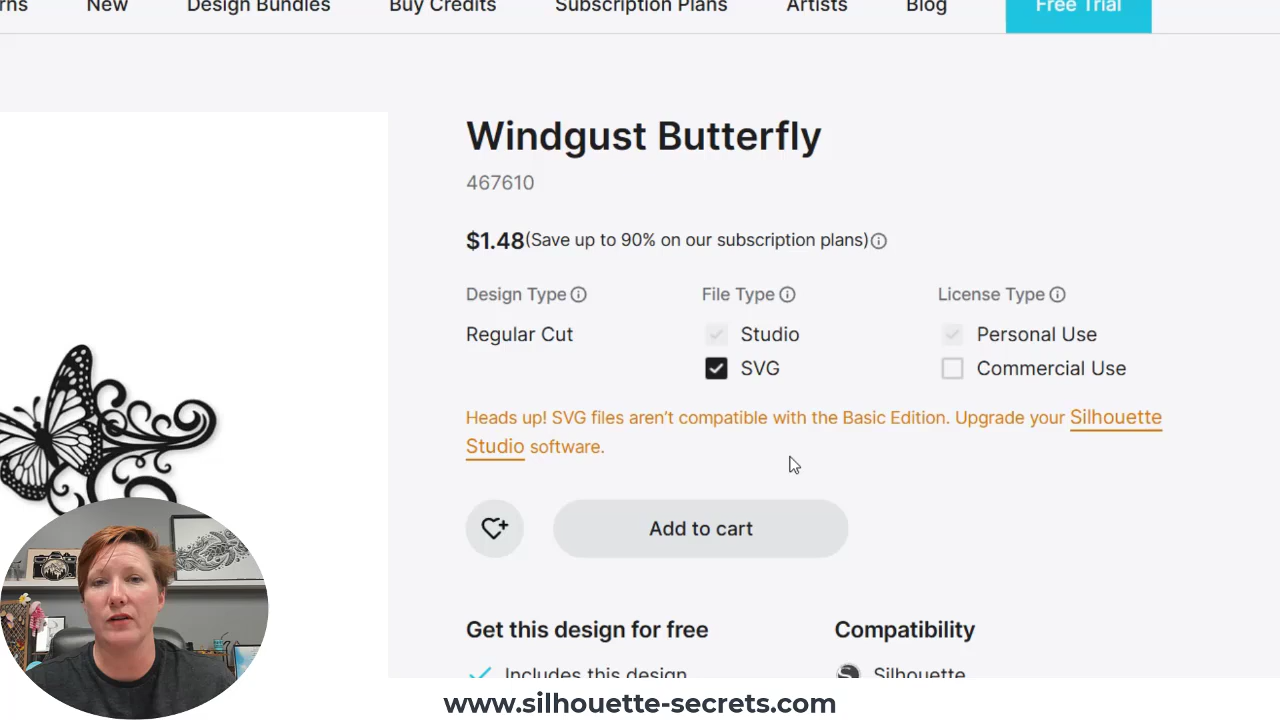 rns New Design Bundles Buy Credits Subscription Plans Artists Blog Free Trial
Windgust Butterfly
467610
$1.48 (Save up to 90% on our subscription plans)
Design Type File Type License Type
Regular Cut Studio Personal Use
SVG Commercial Use
Heads up! SVG files aren't compatible with the Basic Edition. Upgrade your Silhouette
Studio software.
Add to cart
Get this design for free Compatibility
Includes this design Silhouette
www.silhouette-secrets.com